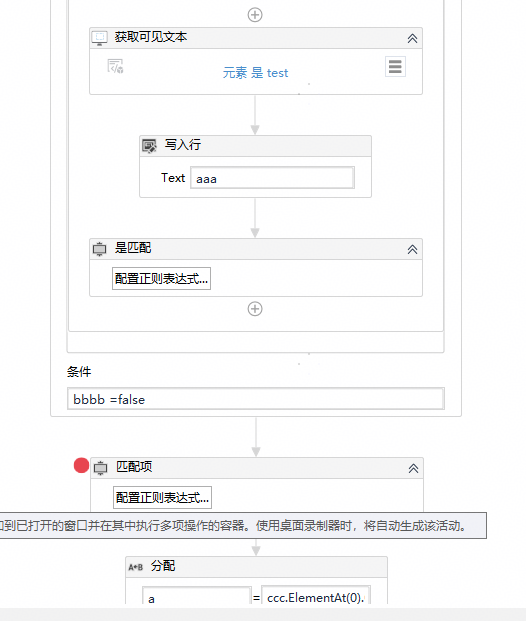 获取可见文本
元素 是 test
写入行
Text aaa
是匹配
配置正则表达式...
条件
bbbb =false
匹配项
配置正则表达式...
到已打开的窗口并在其中执行多项操作的容器。使用桌面录制器时，将自动生成该活动。
A*B 分配
a = ccc.ElementAt(0).